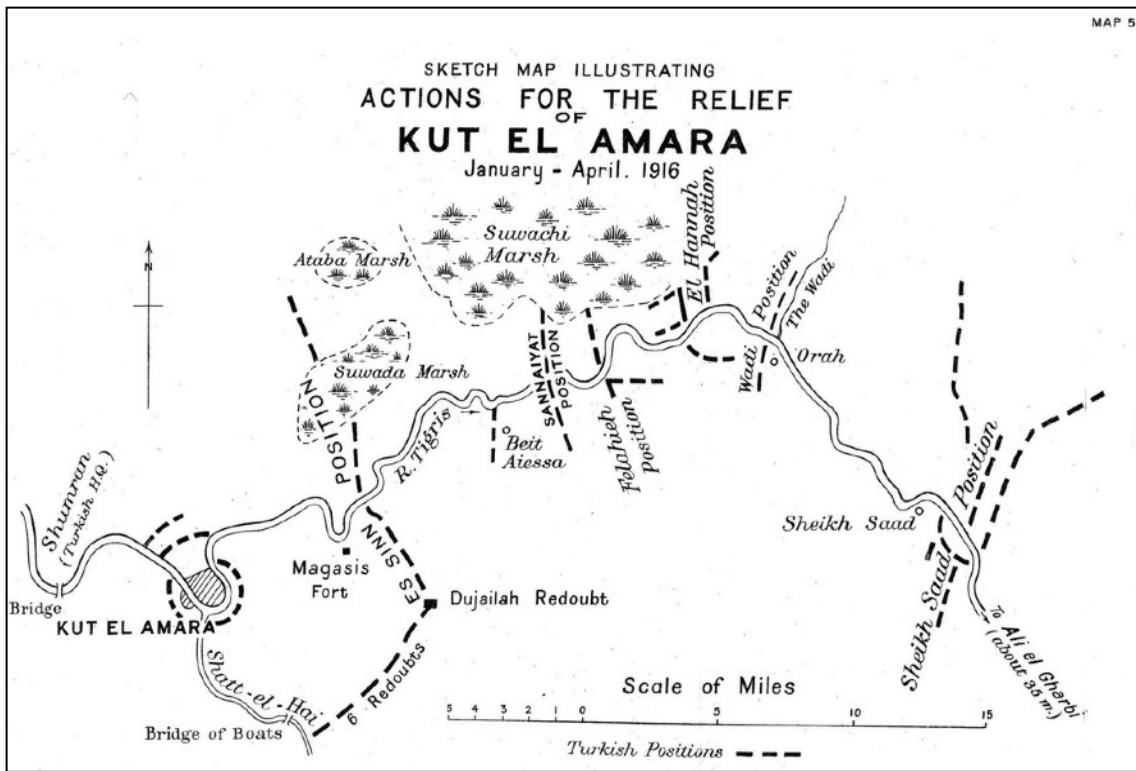 MAP 5
SKETCH MAP ILLUSTRATING
ACTIONS FOR THE RELIEF
OF
KUT EL AMARA
January - April. 1916
El Hannah
Position
Suwachi
Marsh
Ataba Marsh
N
Position
The Wadi
Wadi
Orah
Suwada Marsh
POSITION
SANNAIYAT
POSITION
R. Tigris
Beit
Aiessa
Felahieh
Position
Shumran
(Turkish HQ.)
Sheikh Saad
Position
Sheikh Saad
ES SINN
Magasis
Fort
Dujailah Redoubt
Bridge
KUT EL AMARA
Shatt-el-Hai
6 Redoubts
Bridge of Boats
To
Ali el Gharbi
(about 35 m.)
Scale of Miles
5 4 3 2 1 0 5 10 15
Turkish Positions